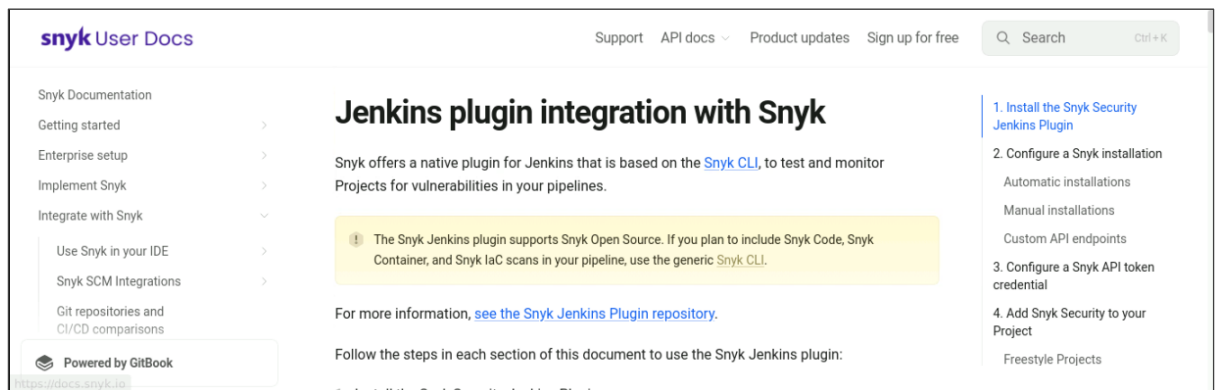 snyk User Docs
Support API docs Product updates Sign up for free
Search Ctrl + K
Snyk Documentation
Getting started
Enterprise setup
Implement Snyk
Integrate with Snyk
Use Snyk in your IDE
Snyk SCM Integrations
Git repositories and
CI/CD comparisons
Powered by GitBook
https://docs.snyk.io
Jenkins plugin integration with Snyk
Snyk offers a native plugin for Jenkins that is based on the Snyk CLI, to test and monitor
Projects for vulnerabilities in your pipelines.
The Snyk Jenkins plugin supports Snyk Open Source. If you plan to include Snyk Code, Snyk
Container, and Snyk IaC scans in your pipeline, use the generic Snyk CLI.
For more information, see the Snyk Jenkins Plugin repository.
Follow the steps in each section of this document to use the Snyk Jenkins plugin:
1. Install the Snyk Security
Jenkins Plugin
2. Configure a Snyk installation
Automatic installations
Manual installations
Custom API endpoints
3. Configure a Snyk API token
credential
4. Add Snyk Security to your
Project
Freestyle Projects